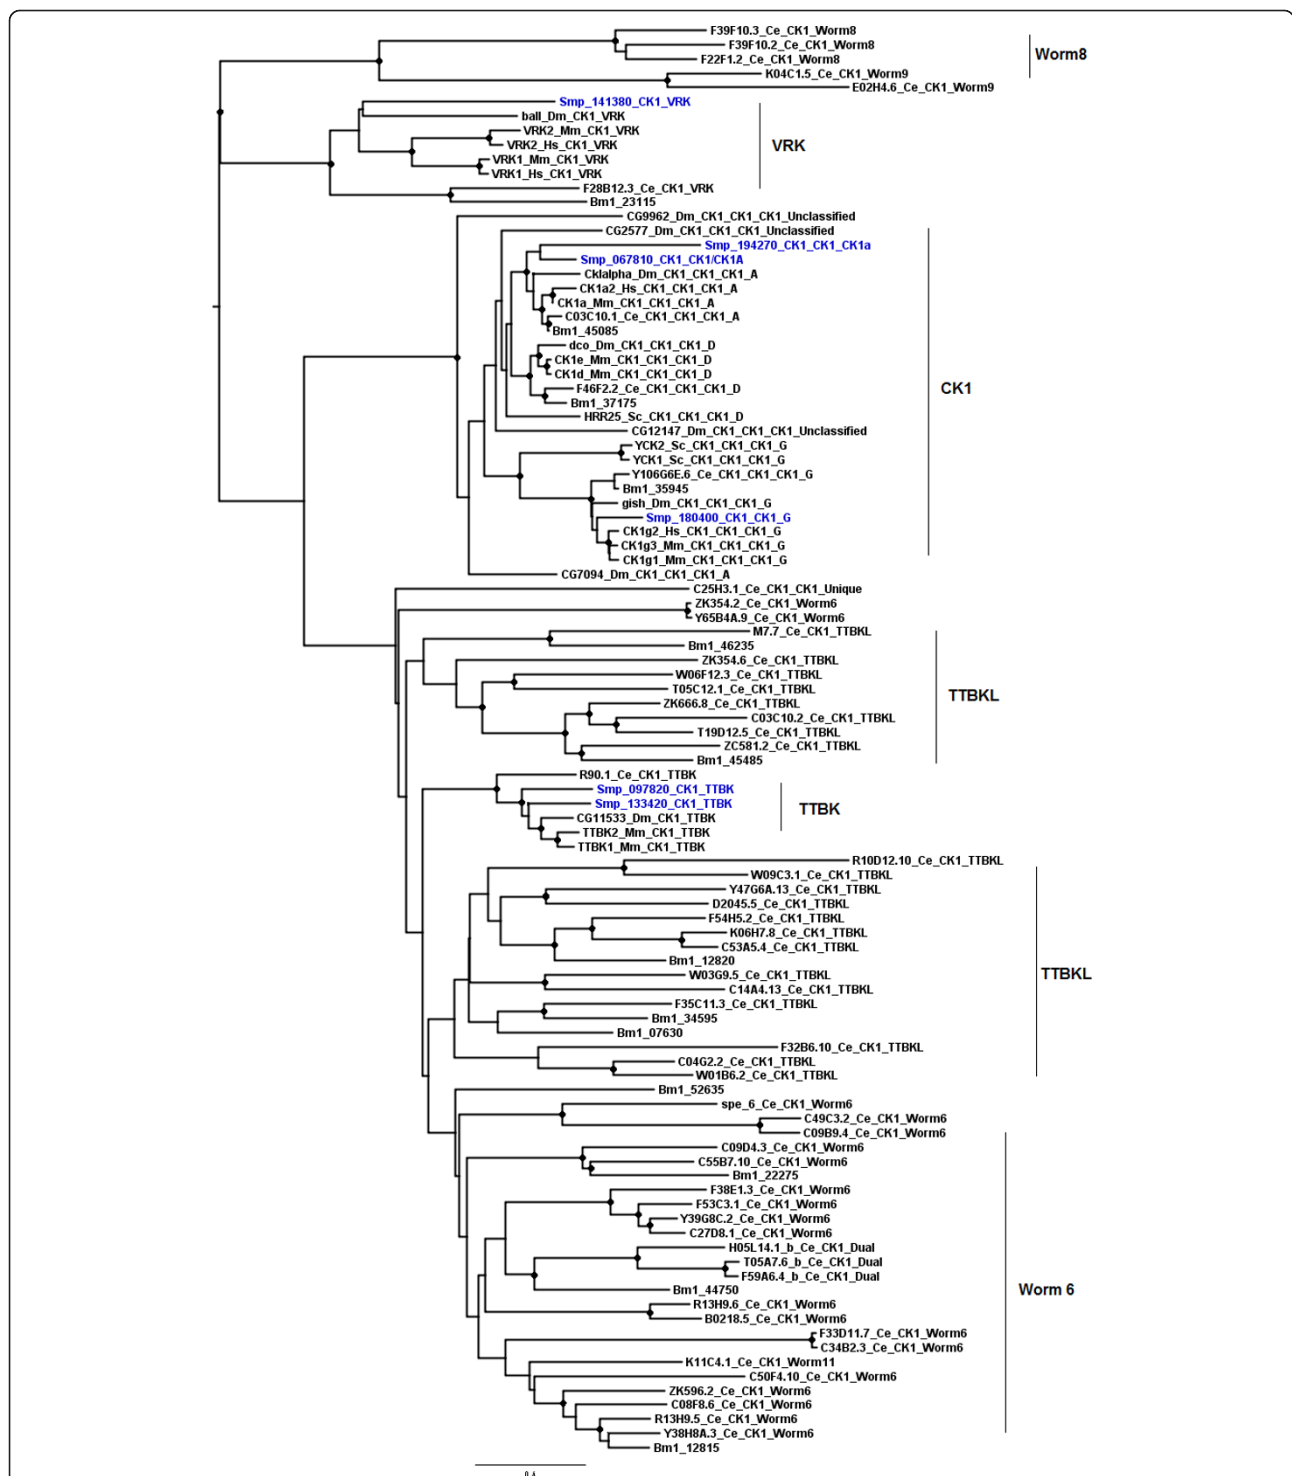 F39F10.3_Ce_CK1_Worm8
F39F10.2_Ce_CK1_Worm8
F22F1.2_Ce_CK1_Worm8
Worm8
K04C1.5_Ce_CK1_Worm9
E02H4.6_Ce_CK1_Worm9
Smp_141380_CK1_VRK
ball_Dm_CK1_VRK
VRK2_Mm_CK1_VRK
VRK2_Hs_CK1_VRK
VRK
VRK1_Mm_CK1_VRK
VRK1_Hs_CK1_VRK
F28B12.3_Ce_CK1_VRK
Bm1_23115
CG9962_Dm_CK1_CK1_CK1_Unclassified
CG2577_Dm_CK1_CK1_CK1_Unclassified
Smp_194270_CK1_CK1_CK1a
Smp_067810_CK1_CK1/CK1A
CkIalpha_Dm_CK1_CK1_CK1_A
CK1a2_Hs_CK1_CK1_CK1_A
CK1a_Mm_CK1_CK1_CK1_A
C03C10.1_Ce_CK1_CK1_CK1_A
Bm1_45085
dco_Dm_CK1_CK1_CK1_D
CK1e_Mm_CK1_CK1_CK1_D
CK1d_Mm_CK1_CK1_CK1_D
F46F2.2_Ce_CK1_CK1_CK1_D
CK1
Bm1_37175
HRR25_Sc_CK1_CK1_CK1_D
CG12147_Dm_CK1_CK1_CK1_Unclassified
YCK2_Sc_CK1_CK1_CK1_G
YCK1_Sc_CK1_CK1_CK1_G
Y106G6E.6_Ce_CK1_CK1_CK1_G
Bm1_35945
gish_Dm_CK1_CK1_CK1_G
Smp_180400_CK1_CK1_G
CK1g2_Hs_CK1_CK1_CK1_G
CK1g3_Mm_CK1_CK1_CK1_G
CK1g1_Mm_CK1_CK1_CK1_G
CG7094_Dm_CK1_CK1_CK1_A
C25H3.1_Ce_CK1_CK1_Unique
ZK354.2_Ce_CK1_Worm6
Y65B4A.9_Ce_CK1_Worm6
M7.7_Ce_CK1_TTBKL
Bm1_46235
ZK354.6_Ce_CK1_TTBKL
W06F12.3_Ce_CK1_TTBKL
T05C12.1_Ce_CK1_TTBKL
TTBKL
ZK666.8_Ce_CK1_TTBKL
C03C10.2_Ce_CK1_TTBKL
T19D12.5_Ce_CK1_TTBKL
ZC581.2_Ce_CK1_TTBKL
Bm1_45485
R90.1_Ce_CK1_TTBK
Smp_097820_CK1_TTBK
Smp_133420_CK1_TTBK
TTBK
CG11533_Dm_CK1_TTBK
TTBK2_Mm_CK1_TTBK
TTBK1_Mm_CK1_TTBK
R10D12.10_Ce_CK1_TTBKL
W09C3.1_Ce_CK1_TTBKL
Y47G6A.13_Ce_CK1_TTBKL
D2045.5_Ce_CK1_TTBKL
F54H5.2_Ce_CK1_TTBKL
K06H7.8_Ce_CK1_TTBKL
C53A5.4_Ce_CK1_TTBKL
Bm1_12820
W03G9.5_Ce_CK1_TTBKL
TTBKL
C14A4.13_Ce_CK1_TTBKL
F35C11.3_Ce_CK1_TTBKL
Bm1_34595
Bm1_07630
F32B6.10_Ce_CK1_TTBKL
C04G2.2_Ce_CK1_TTBKL
W01B6.2_Ce_CK1_TTBKL
Bm1_52635
spe_6_Ce_CK1_Worm6
C49C3.2_Ce_CK1_Worm6
C09B9.4_Ce_CK1_Worm6
C09D4.3_Ce_CK1_Worm6
C55B7.10_Ce_CK1_Worm6
Bm1_22275
F38E1.3_Ce_CK1_Worm6
F53C3.1_Ce_CK1_Worm6
Y39G8C.2_Ce_CK1_Worm6
C27D8.1_Ce_CK1_Worm6
H05L14.1_b_Ce_CK1_Dual
T05A7.6_b_Ce_CK1_Dual
F59A6.4_b_Ce_CK1_Dual
Bm1_44750
Worm 6
R13H9.6_Ce_CK1_Worm6
B0218.5_Ce_CK1_Worm6
F33D11.7_Ce_CK1_Worm6
C34B2.3_Ce_CK1_Worm6
K11C4.1_Ce_CK1_Worm11
C50F4.10_Ce_CK1_Worm6
ZK596.2_Ce_CK1_Worm6
C08F8.6_Ce_CK1_Worm6
R13H9.5_Ce_CK1_Worm6
Y38H8A.3_Ce_CK1_Worm6
Bm1_12815